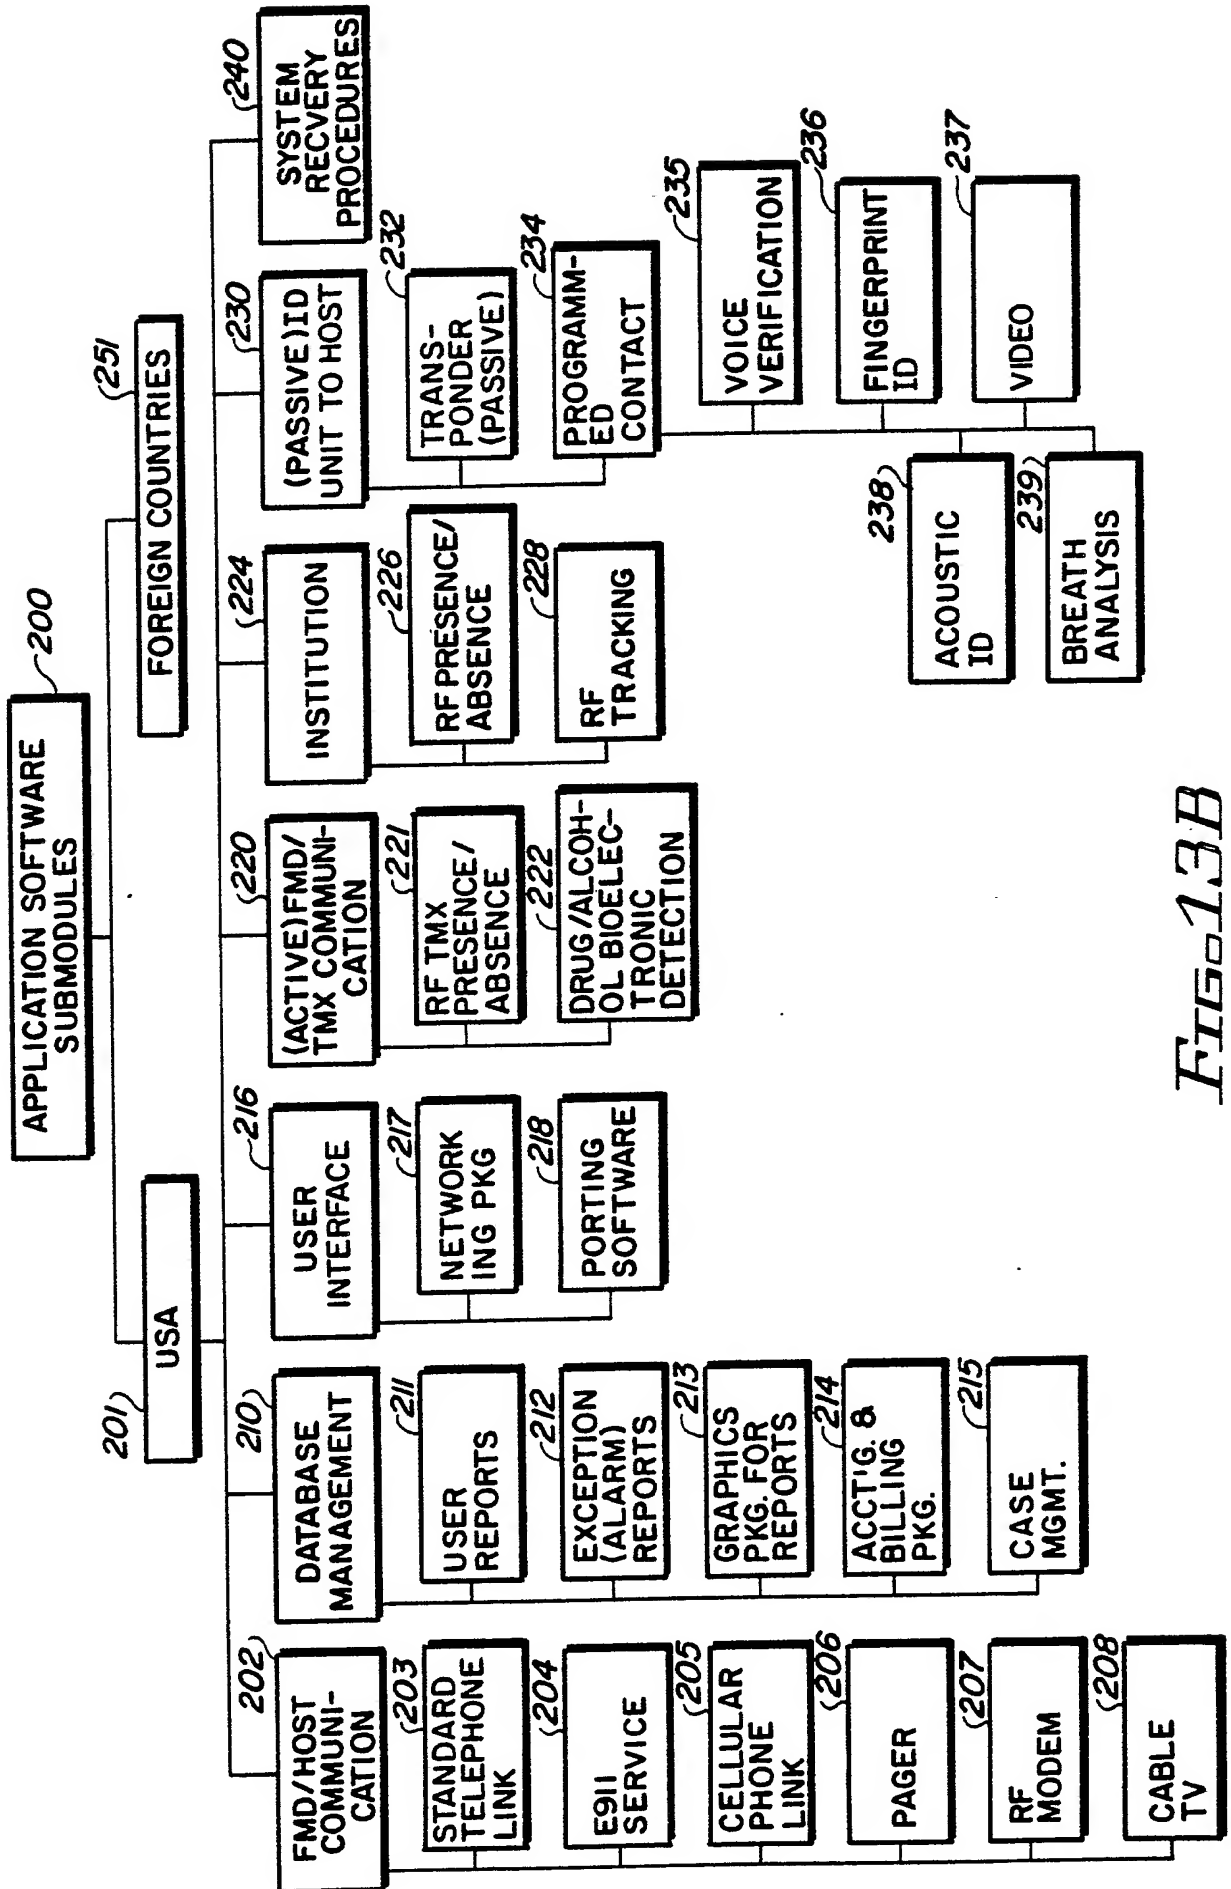 APPLICATION SOFTWARE
SUBMODULES
200
USA
201
FOREIGN COUNTRIES
251
FMD/HOST
COMMUNI-
CATION
202
STANDARD
TELEPHONE
LINK
203
E911
SERVICE
204
CELLULAR
PHONE
LINK
205
PAGER
206
RF
MODEM
207
CABLE
TV
208
DATABASE
MANAGEMENT
210
USER
REPORTS
211
EXCEPTION
(ALARM)
REPORTS
212
GRAPHICS
PKG. FOR
REPORTS
213
ACCT'G. &
BILLING
PKG.
214
CASE
MGMT.
215
USER
INTERFACE
216
NETWORK
ING PKG
217
PORTING
SOFTWARE
218
(ACTIVE)FMD/
TMX COMMUNI-
CATION
220
RF TMX
PRESENCE/
ABSENCE
221
DRUG/ALCOH-
OL BIOELEC-
TRONIC
DETECTION
222
INSTITUTION
224
RF PRESENCE/
ABSENCE
226
RF
TRACKING
228
(PASSIVE)ID
UNIT TO HOST
230
TRANS-
PONDER
(PASSIVE)
232
PROGRAMM-
ED
CONTACT
234
VOICE
VERIFICATION
235
FINGERPRINT
ID
236
VIDEO
237
ACOUSTIC
ID
238
BREATH
ANALYSIS
239
SYSTEM
RECVERY
PROCEDURES
240
FIG-13B